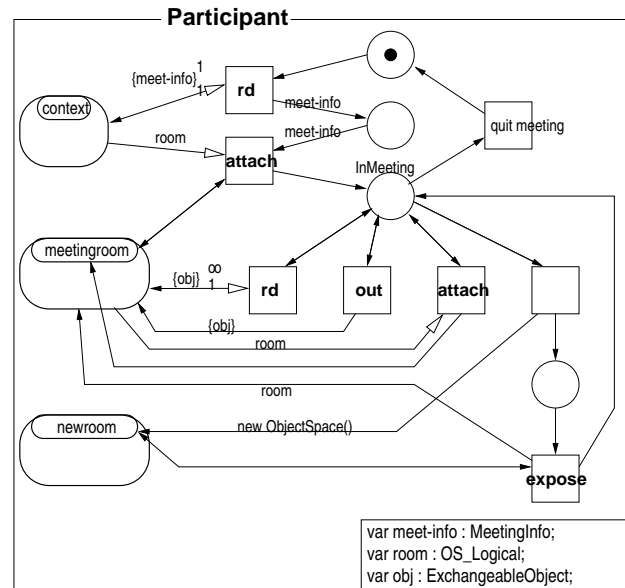 Participant
1
{meet-info}
1
rd
context
meet-info
meet-info
quit meeting
room
attach
InMeeting
meetingroom
{obj}
∞
1
rd
out
attach
{obj}
room
room
newroom
new ObjectSpace()
expose
var meet-info : MeetingInfo;
var room : OS_Logical;
var obj : ExchangeableObject;